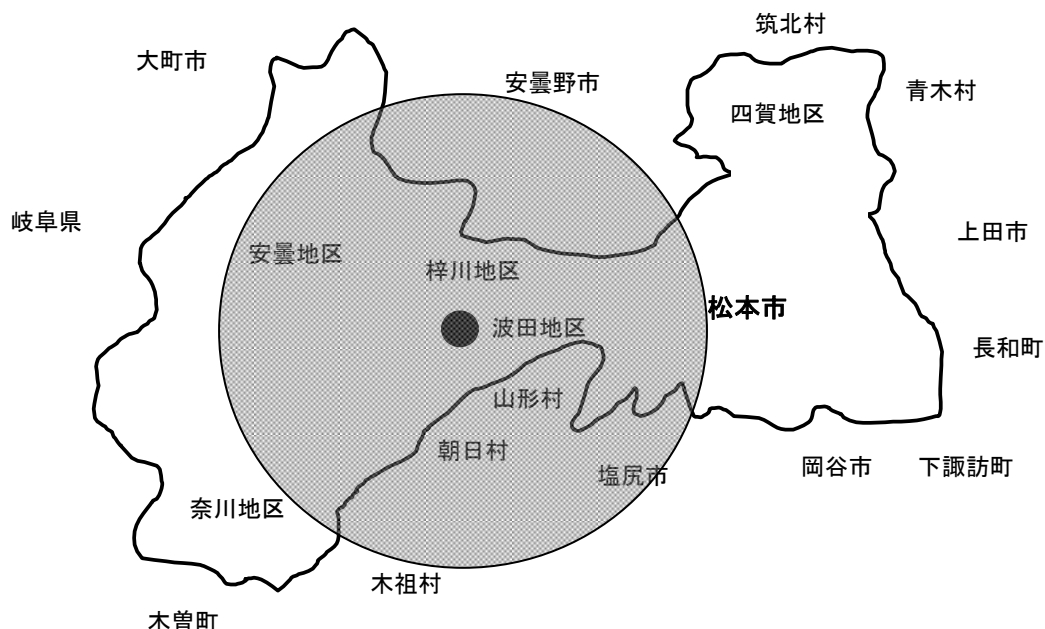 筑北村
大町市
安曇野市
青木村
四賀地区
岐阜県
上田市
安曇地区
梓川地区
松本市
波田地区
長和町
山形村
朝日村
塩尻市
岡谷市
下諏訪町
奈川地区
木祖村
木曽町